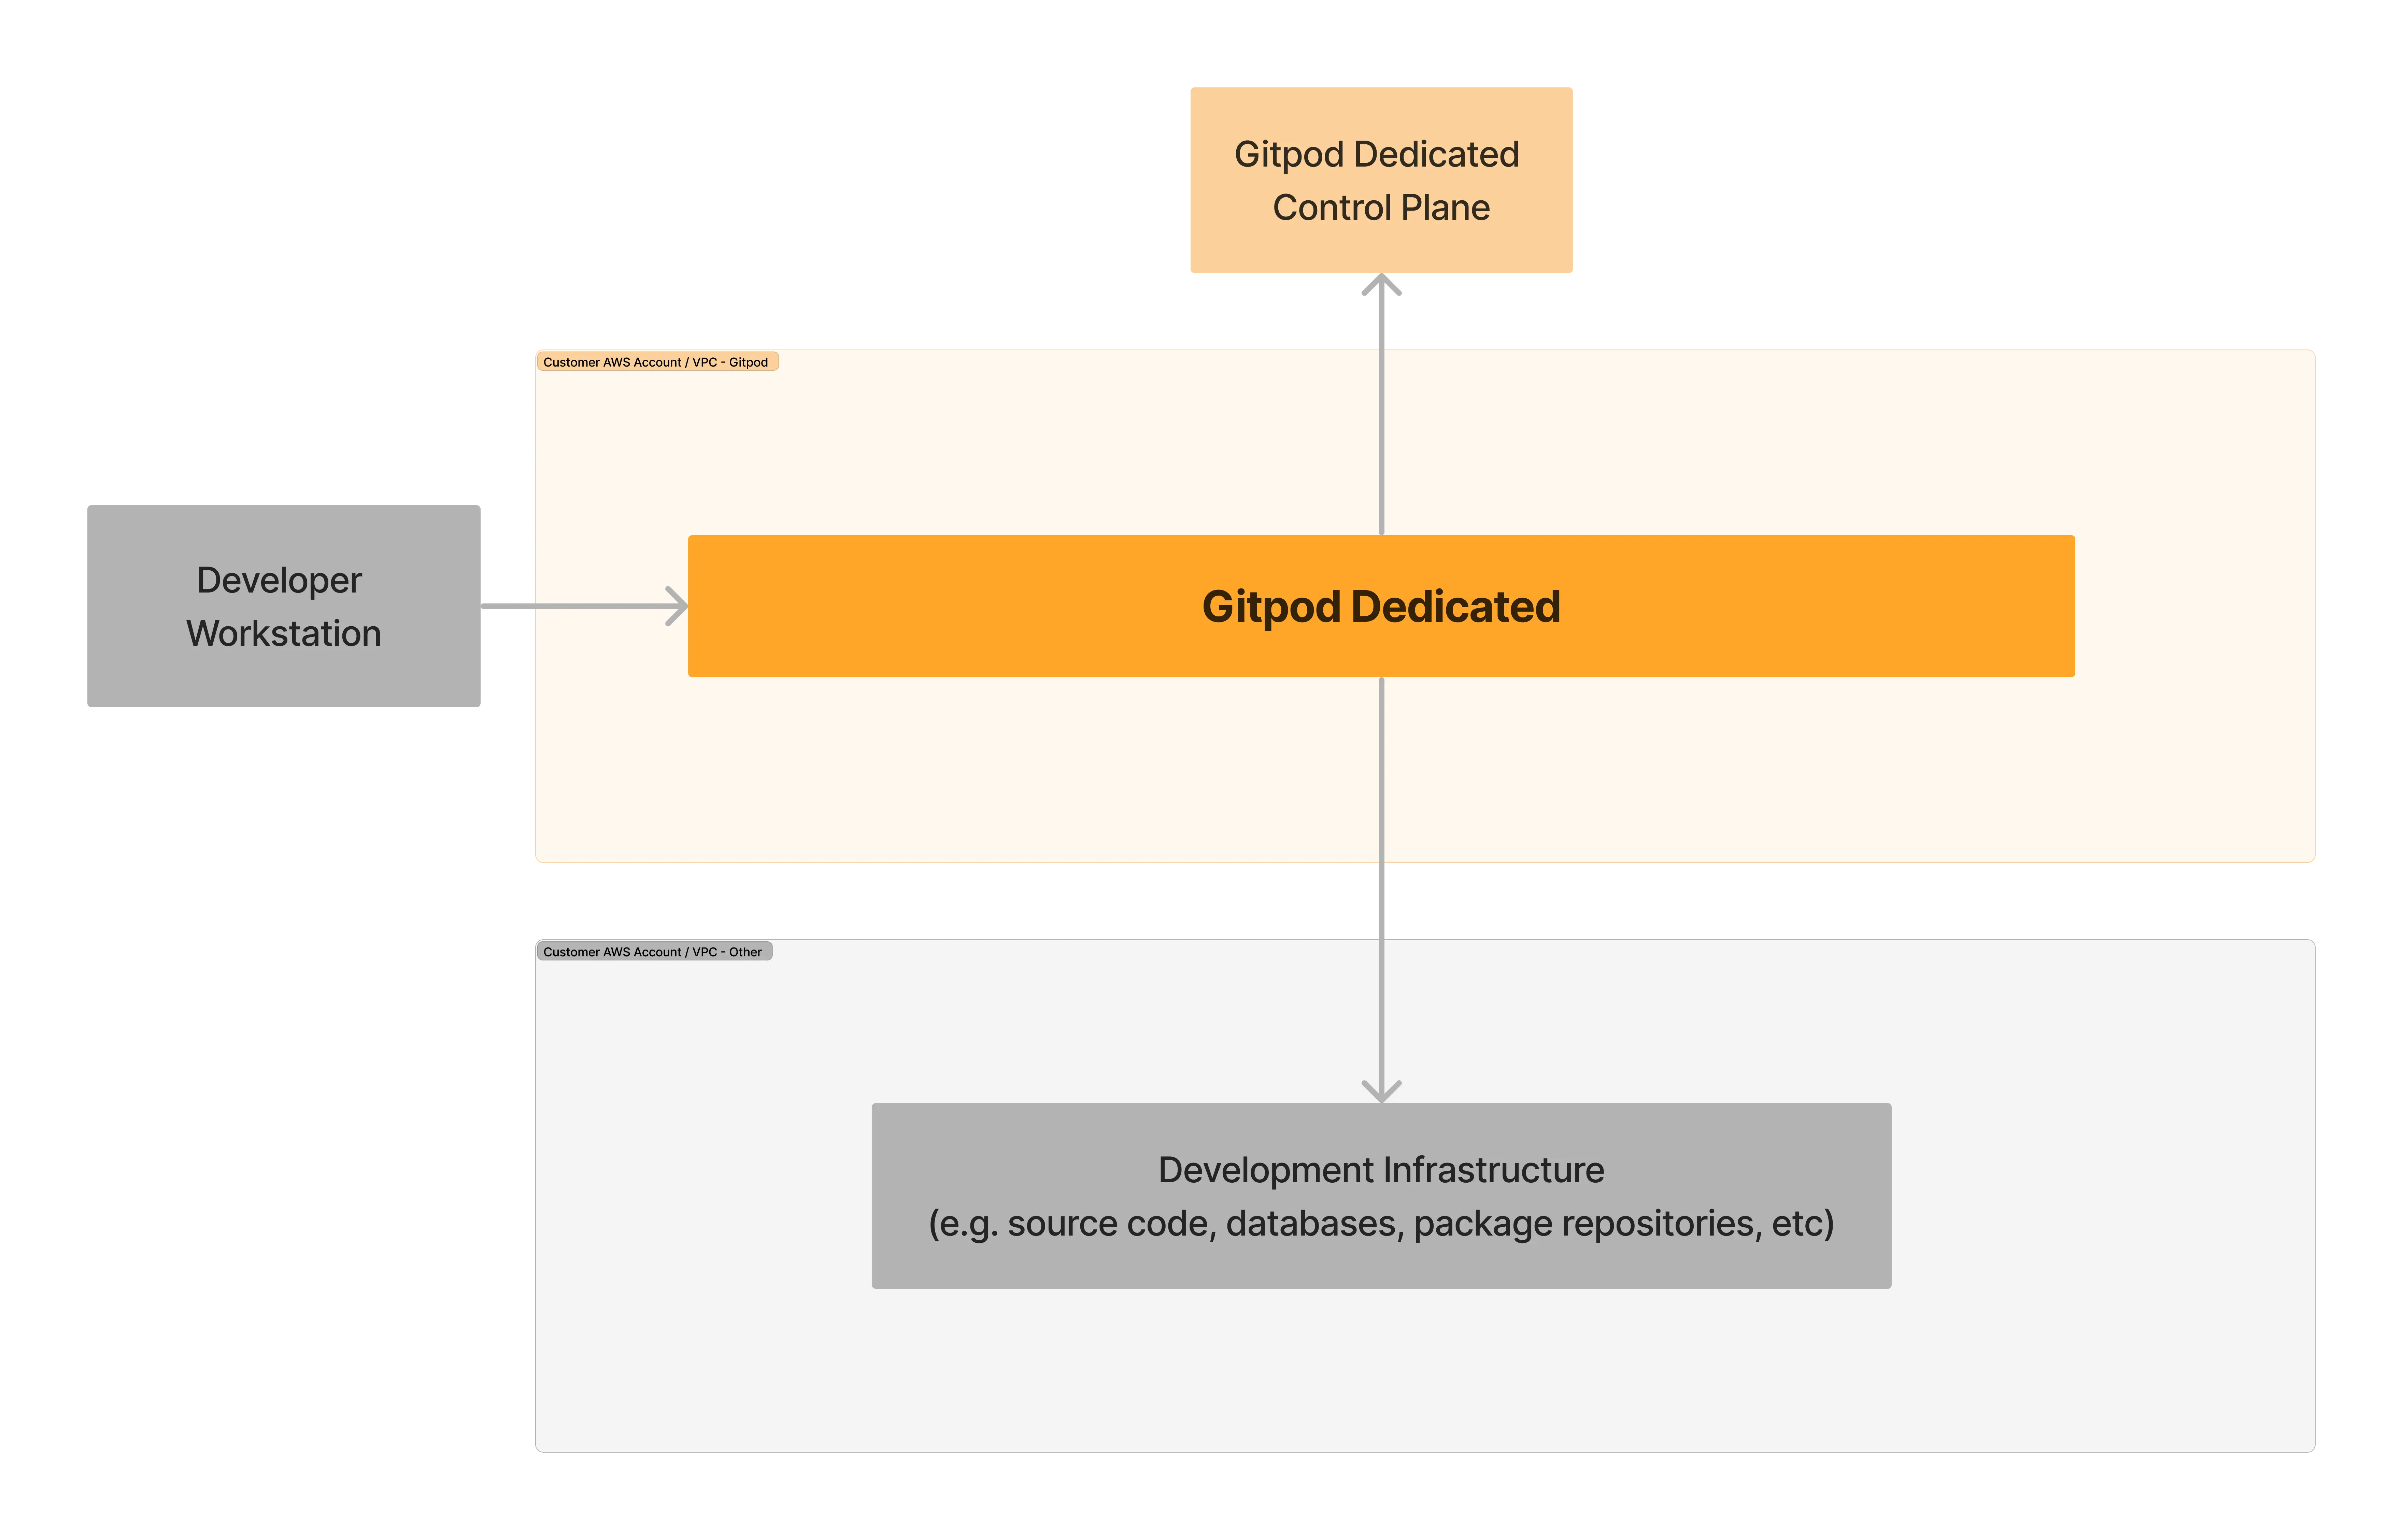 Gitpod Dedicated
Control Plane
Customer AWS Account / VPC - Gitpod
Developer
Workstation
Gitpod Dedicated
Customer AWS Account / VPC - Other
Development Infrastructure
(e.g. source code, databases, package repositories, etc)